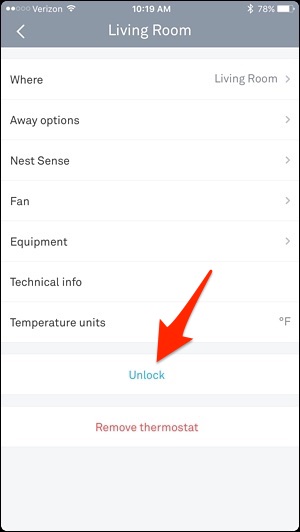 Verizon 10:19 AM 78%
Living Room
Where Living Room
Away options
Nest Sense
Fan
Equipment
Technical info
Temperature units °F
Unlock
Remove thermostat